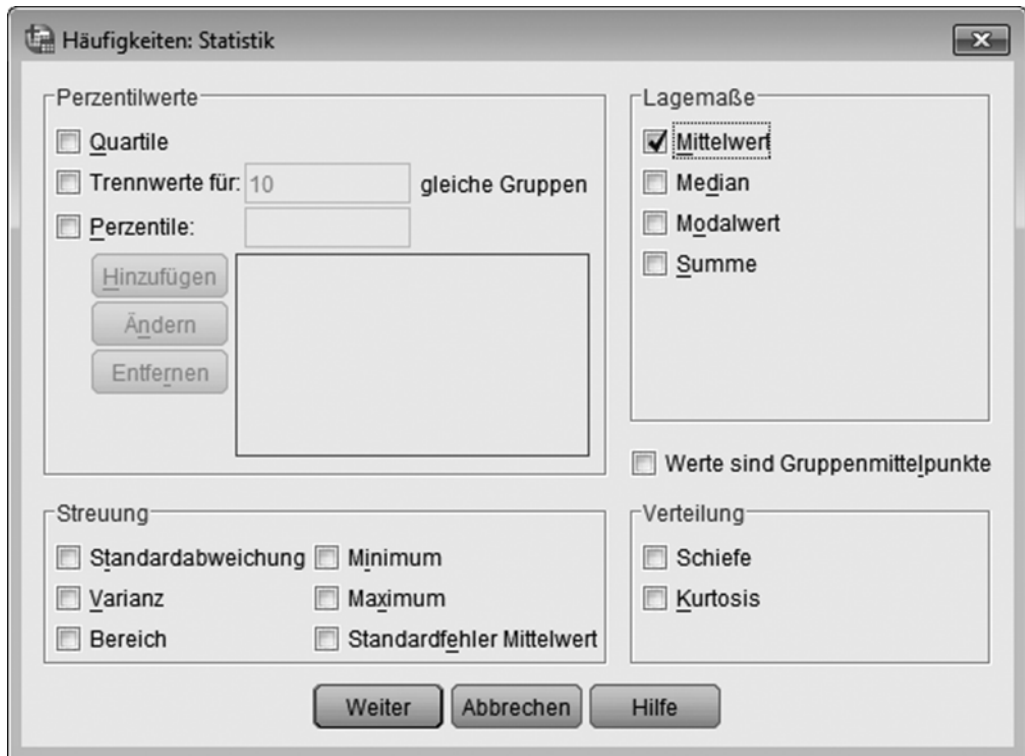 Häufigkeiten: Statistik
Perzentilwerte
Quartile
Trennwerte für: 10 gleiche Gruppen
Perzentile:
Hinzufügen
Ändern
Entfernen
Lagemaße
Mittelwert
Median
Modalwert
Summe
Werte sind Gruppenmittelpunkte
Streuung
Standardabweichung Minimum
Varianz Maximum
Bereich Standardfehler Mittelwert
Verteilung
Schiefe
Kurtosis
Weiter Abbrechen Hilfe